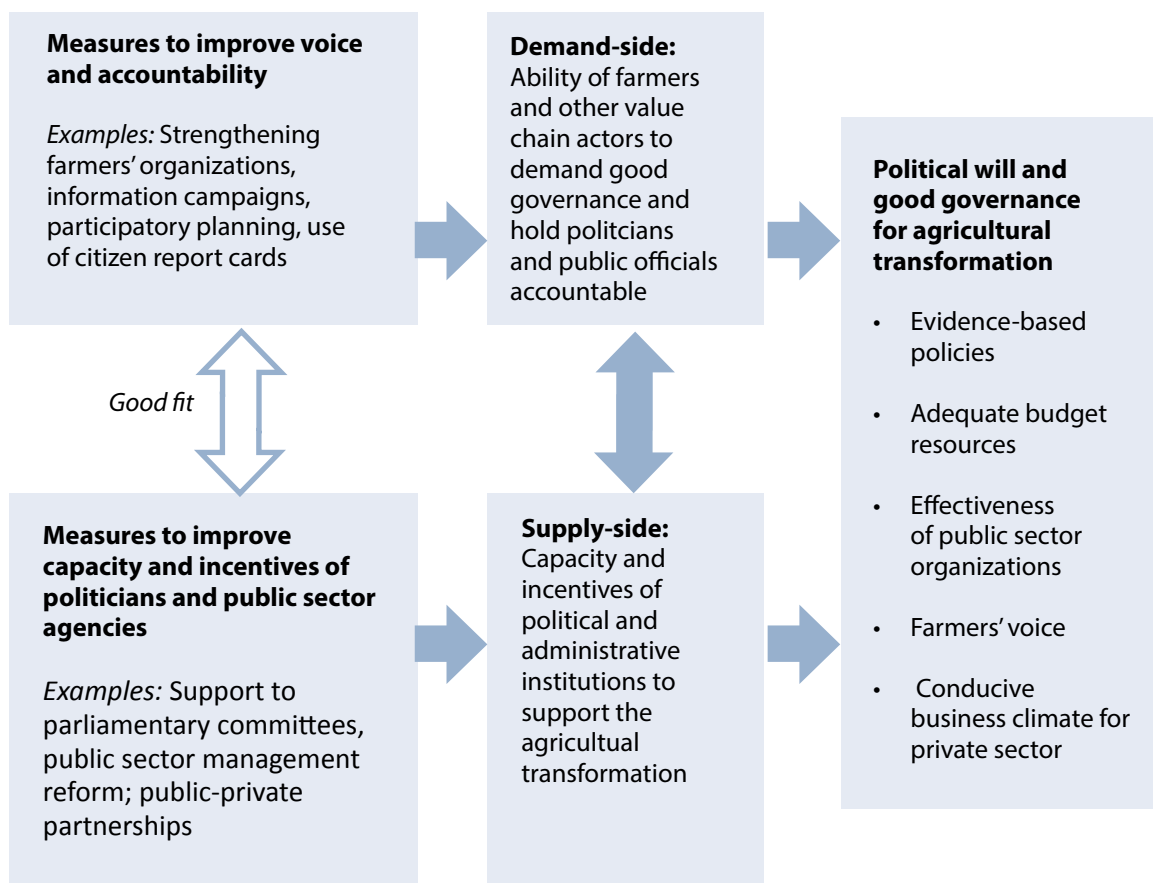 Measures to improve voice
and accountability
Examples: Strengthening
farmers’ organizations,
information campaigns,
participatory planning, use
of citizen report cards
Demand-side:
Ability of farmers
and other value
chain actors to
demand good
governance and
hold politcians
and public officials
accountable
Good fit
Measures to improve
capacity and incentives of
politicians and public sector
agencies
Examples: Support to
parliamentary committees,
public sector management
reform; public-private
partnerships
Supply-side:
Capacity and
incentives of
political and
administrative
institutions to
support the
agricultual
transformation
Political will and
good governance
for agricultural
transformation
• Evidence-based
policies
• Adequate budget
resources
• Effectiveness
of public sector
organizations
• Farmers’ voice
• Conducive
business climate for
private sector